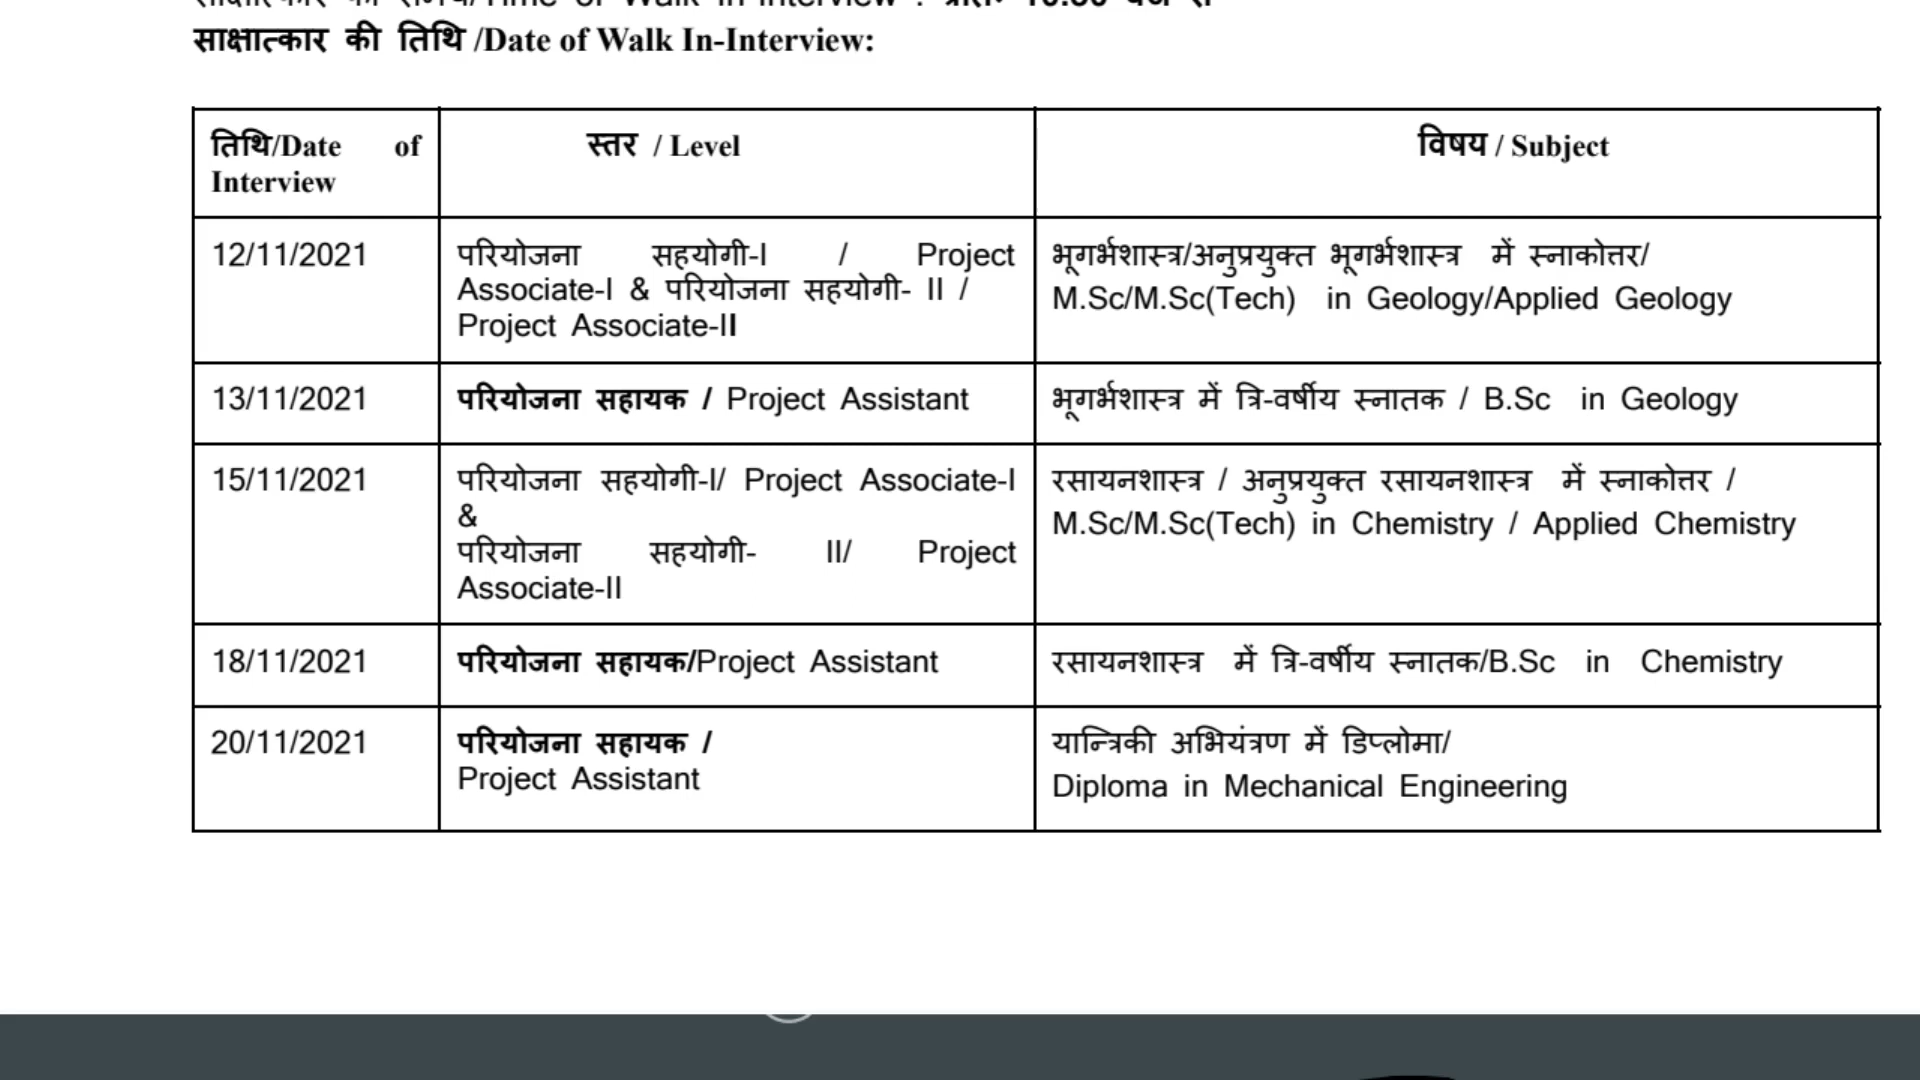 साक्षात्कार की तिथि /Date of Walk In-Interview:
तिथि/Date of
Interview
स्तर / Level
विषय / Subject
12/11/2021
परियोजना सहयोगी-I / Project
Associate-I & परियोजना सहयोगी- II /
Project Associate-II
भूगर्भशास्त्र/अनुप्रयुक्त भूगर्भशास्त्र में स्नाकोत्तर/
M.Sc/M.Sc(Tech) in Geology/Applied Geology
13/11/2021
परियोजना सहायक / Project Assistant
भूगर्भशास्त्र में त्रि-वर्षीय स्नातक / B.Sc in Geology
15/11/2021
परियोजना सहयोगी-I/ Project Associate-I
&
परियोजना सहयोगी- II/ Project
Associate-II
रसायनशास्त्र / अनुप्रयुक्त रसायनशास्त्र में स्नाकोत्तर /
M.Sc/M.Sc(Tech) in Chemistry / Applied Chemistry
18/11/2021
परियोजना सहायक/Project Assistant
रसायनशास्त्र में त्रि-वर्षीय स्नातक/B.Sc in Chemistry
20/11/2021
परियोजना सहायक /
Project Assistant
यान्त्रिकी अभियंत्रण में डिप्लोमा/
Diploma in Mechanical Engineering